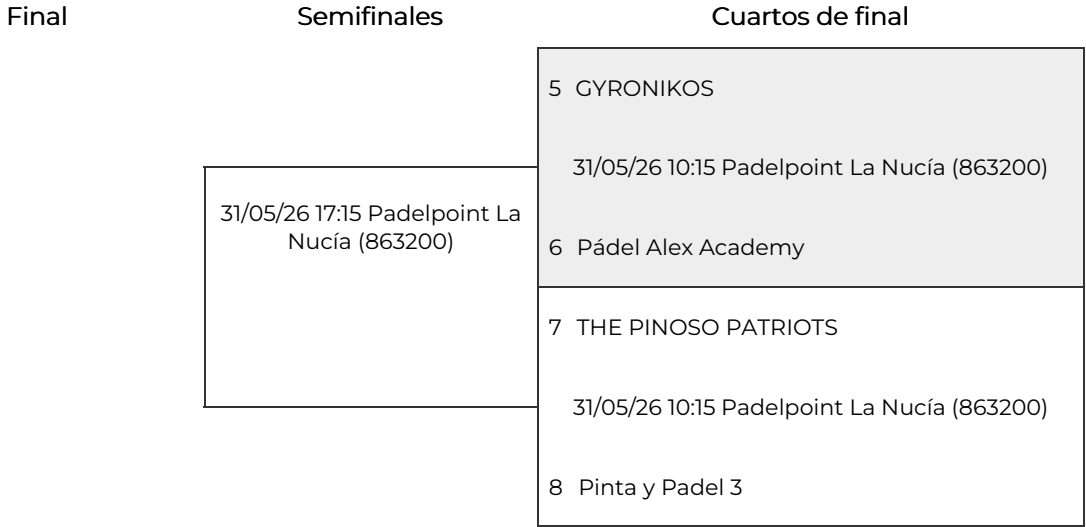 Final Semifinales Cuartos de final
5 GYRONIKOS
31/05/26 10:15 Padelpoint La Nucía (863200)
31/05/26 17:15 Padelpoint La
Nucía (863200)
6 Pádel Alex Academy
7 THE PINOSO PATRIOTS
31/05/26 10:15 Padelpoint La Nucía (863200)
8 Pinta y Padel 3